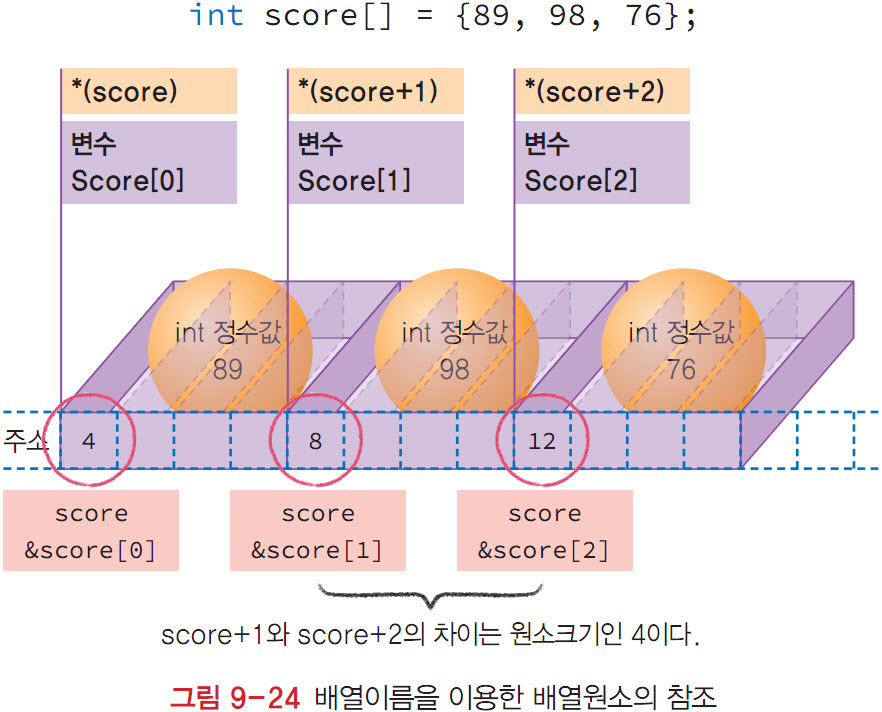 int score[] = {89, 98, 76};
*(score)
*(score+1)
*(score+2)
변수
Score[0]
변수
Score[1]
변수
Score[2]
int 정수값
89
int 정수값
98
int 정수값
76
주소
4
8
12
score
&score[0]
score
&score[1]
score
&score[2]
score+1와 score+2의 차이는 원소크기인 4이다.
그림 9-24 배열이름을 이용한 배열원소의 참조